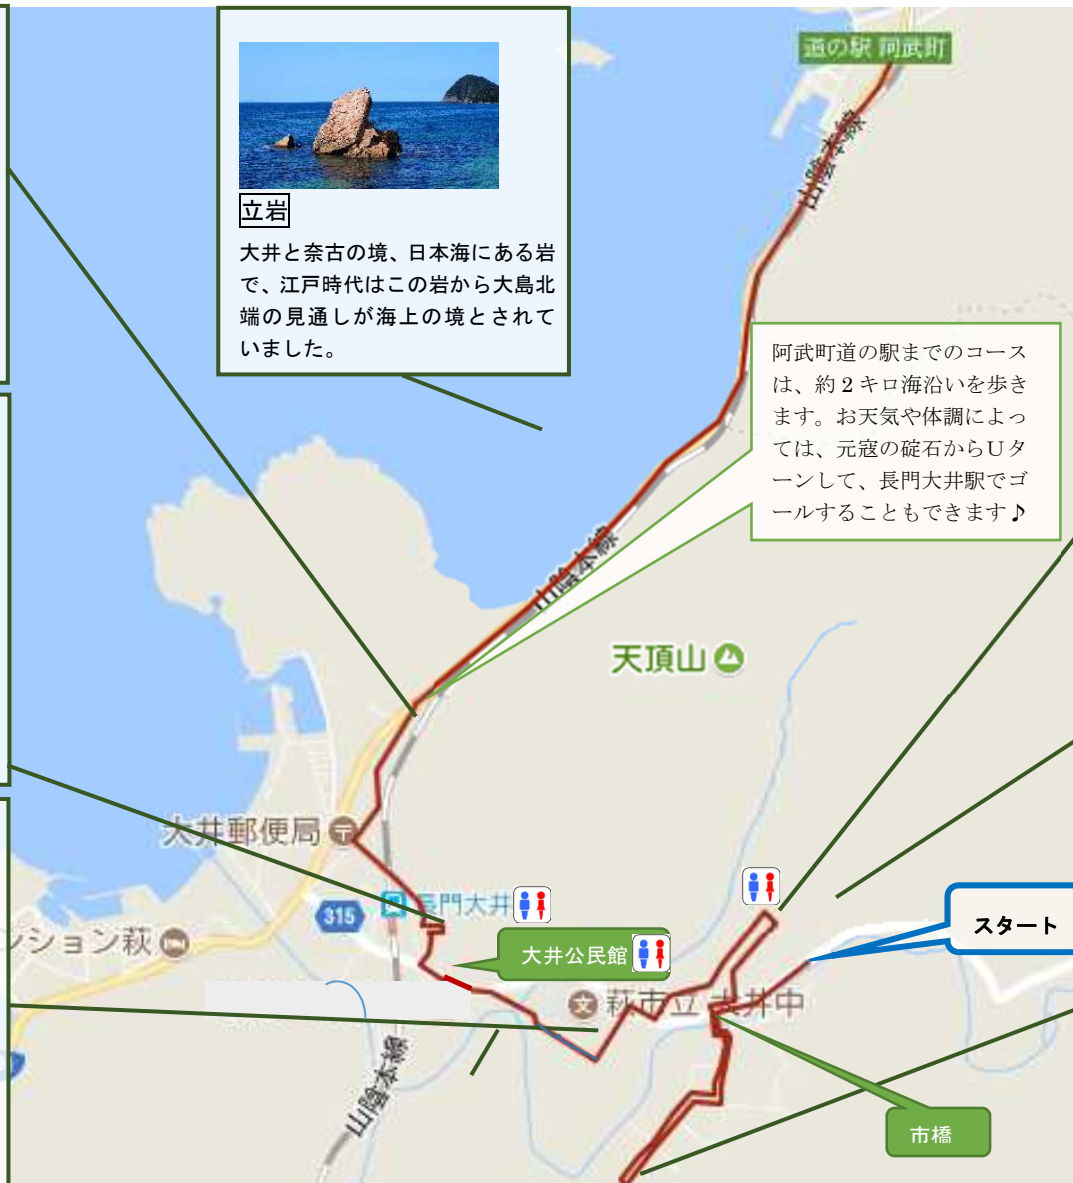 道の駅 阿武町
山陰本線
立岩
大井と奈古の境、日本海にある岩
で、江戸時代はこの岩から大島北
端の見通しが海上の境とされて
いました。
阿武町道の駅までのコース
は、約2キロ海沿いを歩き
ます。お天気や体調によっ
ては、元寇の碇石からUタ
ーンして、長門大井駅でゴ
ールすることもできます♪
山陰本線
天頂山
大井郵便局
315
長門大井
ション萩
大井公民館
スタート
萩市立大井中
山陰本線
市橋